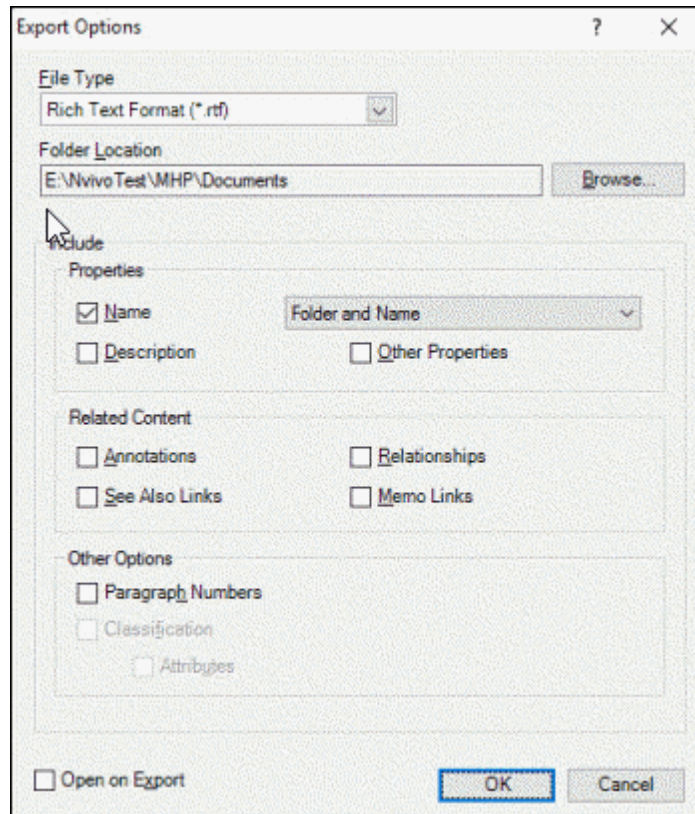 Export Options ?
File Type
Rich Text Format (*.rtf)
Folder Location
E:\NvivoTest\MHP\Documents Browse...
Include
Properties
Name Folder and Name
Description Other Properties
Related Content
Annotations Relationships
See Also Links Memo Links
Other Options
Paragraph Numbers
Classification
Attributes
Open on Export OK Cancel